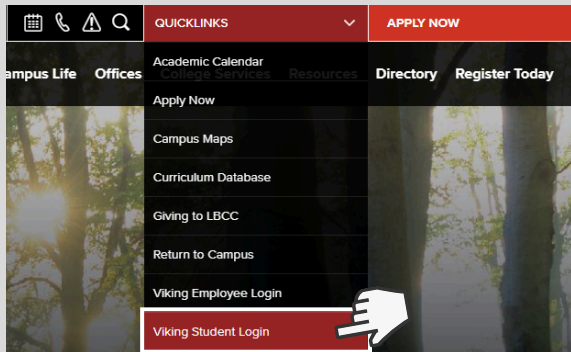 QUICKLINKS
APPLY NOW
ampus Life Offices College Services Resources Directory Register Today
Academic Calendar
Apply Now
Campus Maps
Curriculum Database
Giving to LBCC
Return to Campus
Viking Employee Login
Viking Student Login